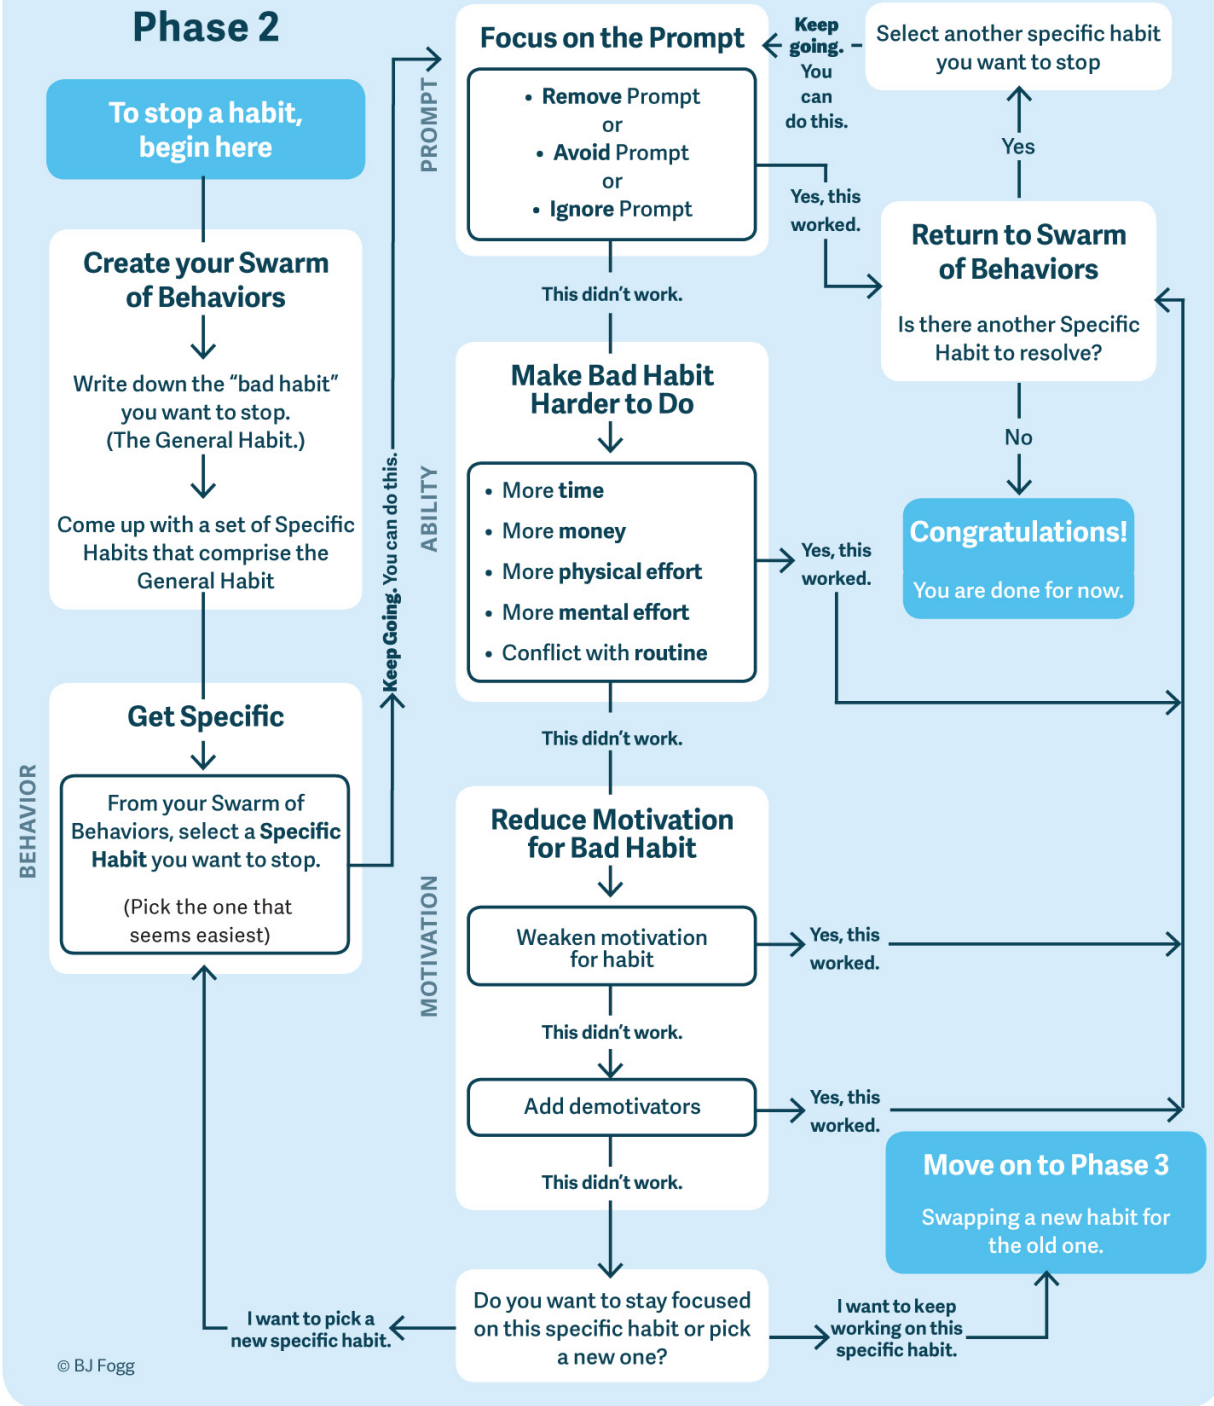 Phase 2
To stop a habit,
begin here
Create your Swarm
of Behaviors
Write down the “bad habit”
you want to stop.
(The General Habit.)
Come up with a set of Specific
Habits that comprise the
General Habit
BEHAVIOR
Get Specific
From your Swarm of
Behaviors, select a Specific
Habit you want to stop.
(Pick the one that
seems easiest)
Keep Going. You can do this.
PROMPT
Focus on the Prompt
• Remove Prompt
or
• Avoid Prompt
or
• Ignore Prompt
This didn’t work.
Yes, this
worked.
ABILITY
Make Bad Habit
Harder to Do
• More time
• More money
• More physical effort
• More mental effort
• Conflict with routine
Yes, this
worked.
This didn’t work.
MOTIVATION
Reduce Motivation
for Bad Habit
Weaken motivation
for habit
Yes, this
worked.
This didn’t work.
Add demotivators
Yes, this
worked.
This didn’t work.
Do you want to stay focused
on this specific habit or pick
a new one?
I want to pick a
new specific habit.
I want to keep
working on this
specific habit.
Move on to Phase 3
Swapping a new habit for
the old one.
Return to Swarm
of Behaviors
Is there another Specific
Habit to resolve?
Yes
Select another specific habit
you want to stop
Keep
going.
You
can
do this.
No
Congratulations!
You are done for now.
© BJ Fogg